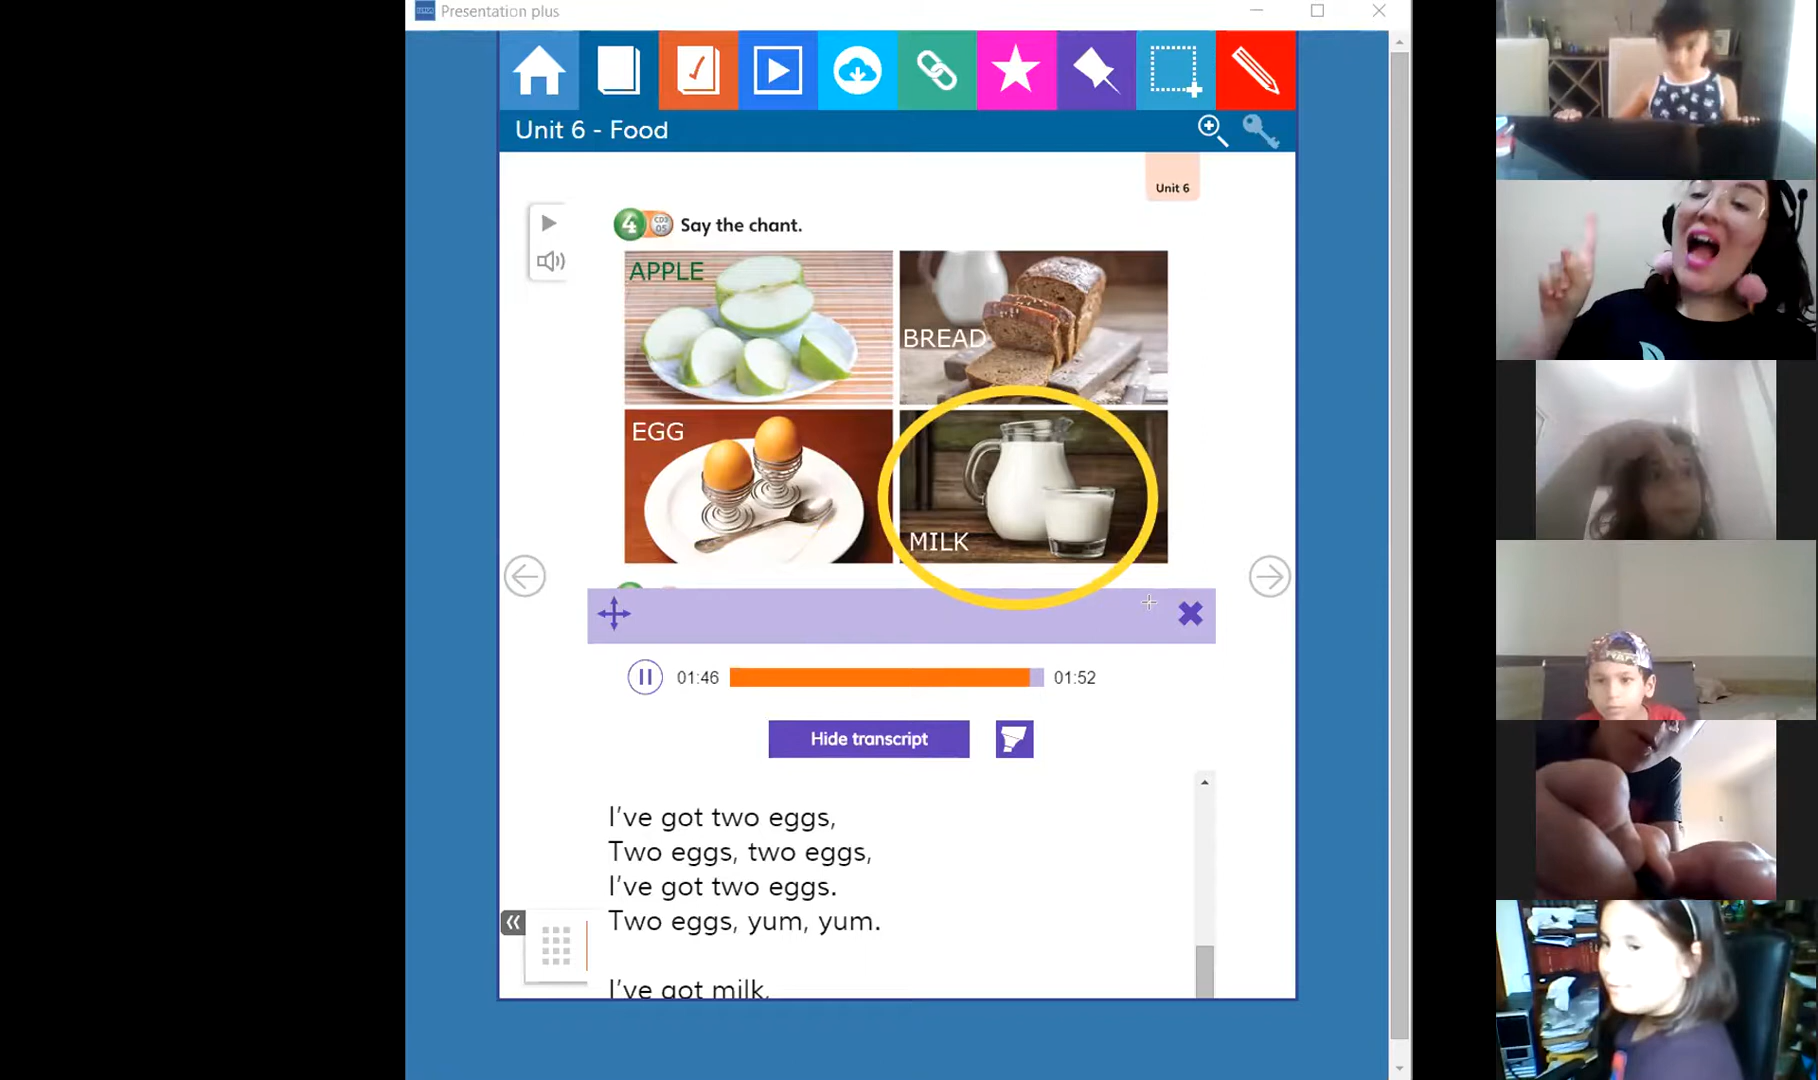 Presentation plus
Unit 6 - Food
Unit 6
4 CD3 05 Say the chant.
APPLE
BREAD
EGG
MILK
01:46 01:52
Hide transcript
I've got two eggs,
Two eggs, two eggs,
I've got two eggs.
Two eggs, yum, yum.
I've got milk,